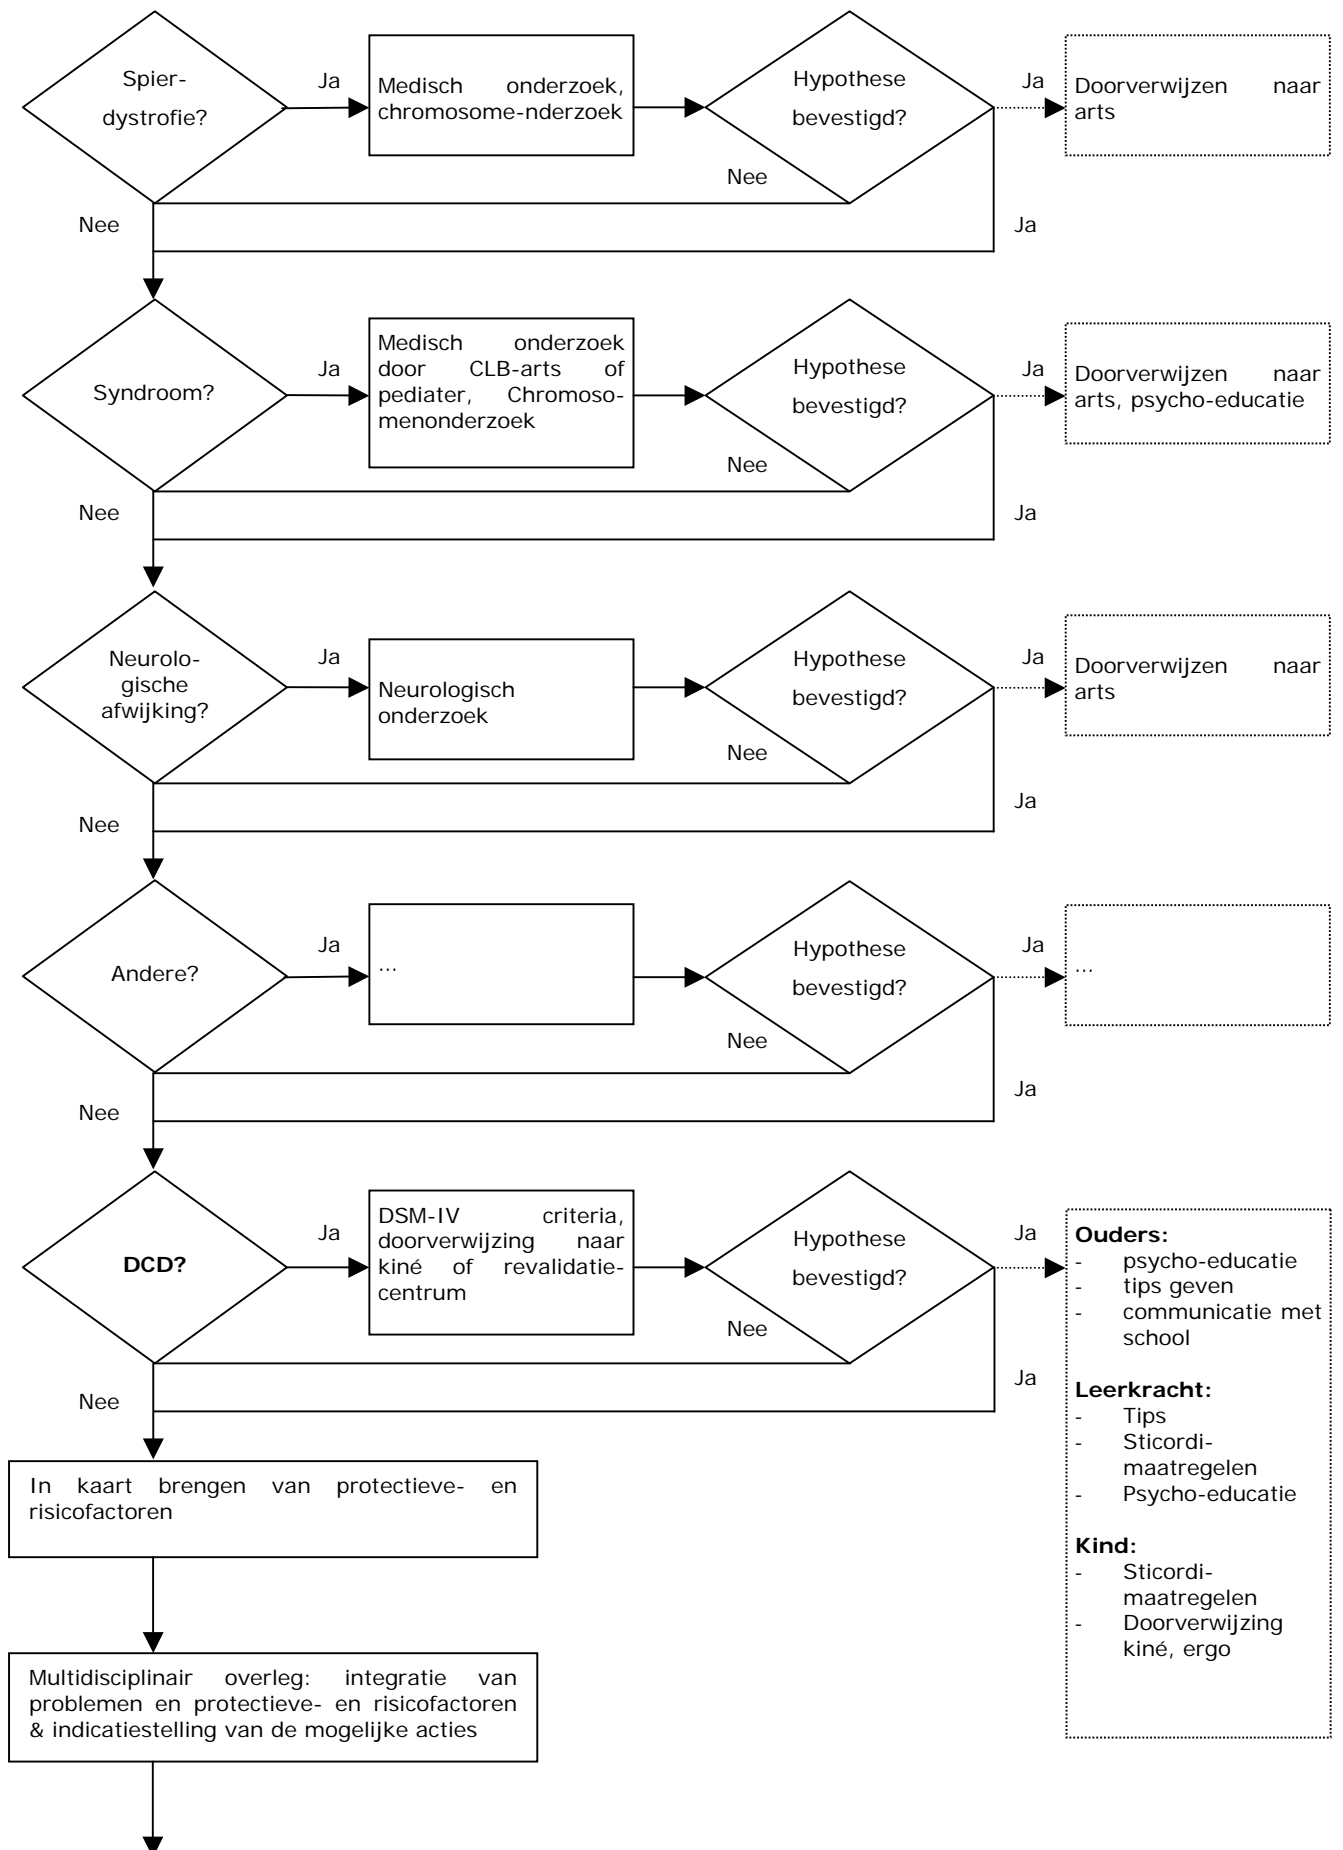 Spier-
dystrofie?
Ja
Medisch onderzoek,
chromosome-nderzoek
Hypothese
bevestigd?
Ja
Doorverwijzen naar
arts
Nee
Nee
Ja
Syndroom?
Ja
Medisch onderzoek
door CLB-arts of
pediater, Chromoso-
menonderzoek
Hypothese
bevestigd?
Ja
Doorverwijzen naar
arts, psycho-educatie
Nee
Nee
Ja
Neurolo-
gische
afwijking?
Ja
Neurologisch
onderzoek
Hypothese
bevestigd?
Ja
Doorverwijzen naar
arts
Nee
Nee
Ja
Andere?
Ja
...
Hypothese
bevestigd?
Ja
...
Nee
Nee
Ja
DCD?
Ja
DSM-IV criteria,
doorverwijzing naar
kiné of revalidatie-
centrum
Hypothese
bevestigd?
Ja
Nee
Nee
Ja
Ouders:
- psycho-educatie
- tips geven
- communicatie met
school
Leerkracht:
- Tips
- Sticordi-
maatregelen
- Psycho-educatie
Kind:
- Sticordi-
maatregelen
- Doorverwijzing
kiné, ergo
In kaart brengen van protectieve- en
risicofactoren
Multidisciplinair overleg: integratie van
problemen en protectieve- en risicofactoren
& indicatiestelling van de mogelijke acties